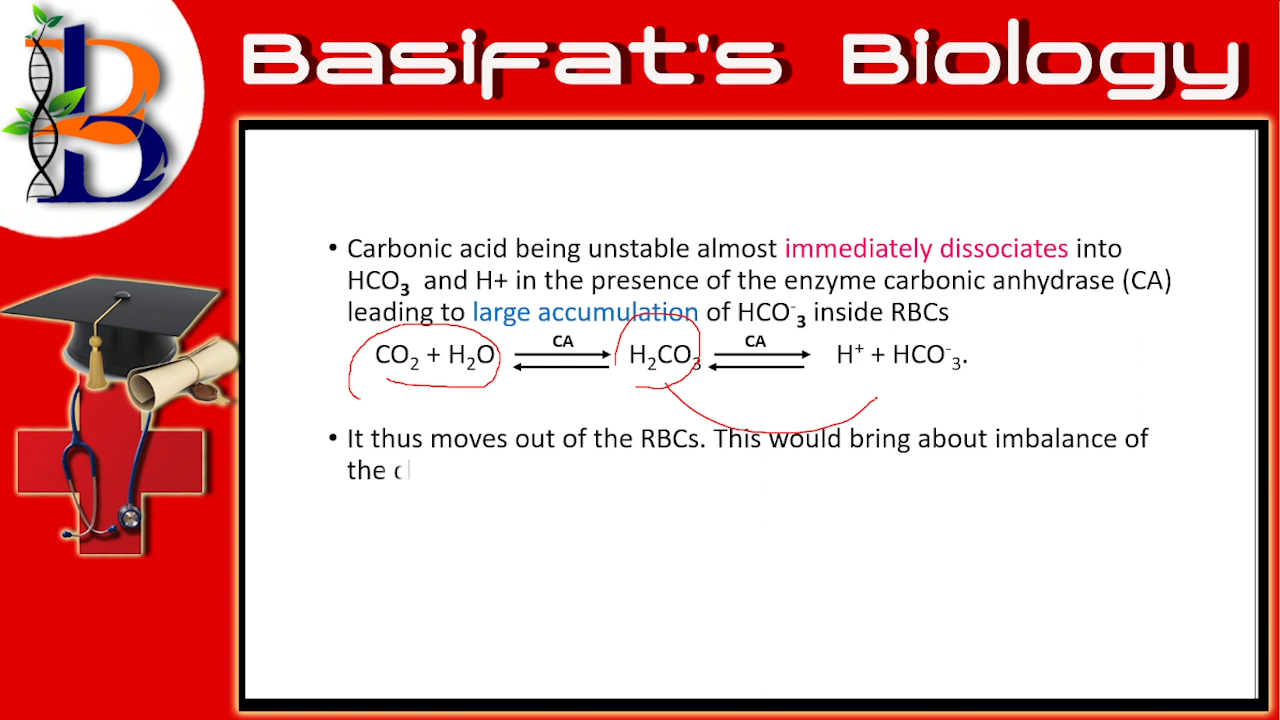 Basifat's Biology
• Carbonic acid being unstable almost immediately dissociates into
HCO₃ and H+ in the presence of the enzyme carbonic anhydrase (CA)
leading to large accumulation of HCO⁻₃ inside RBCs
CO₂ + H₂O ⇌ CA H₂CO₃ ⇌ CA H⁺ + HCO⁻₃.
• It thus moves out of the RBCs. This would bring about imbalance of
the